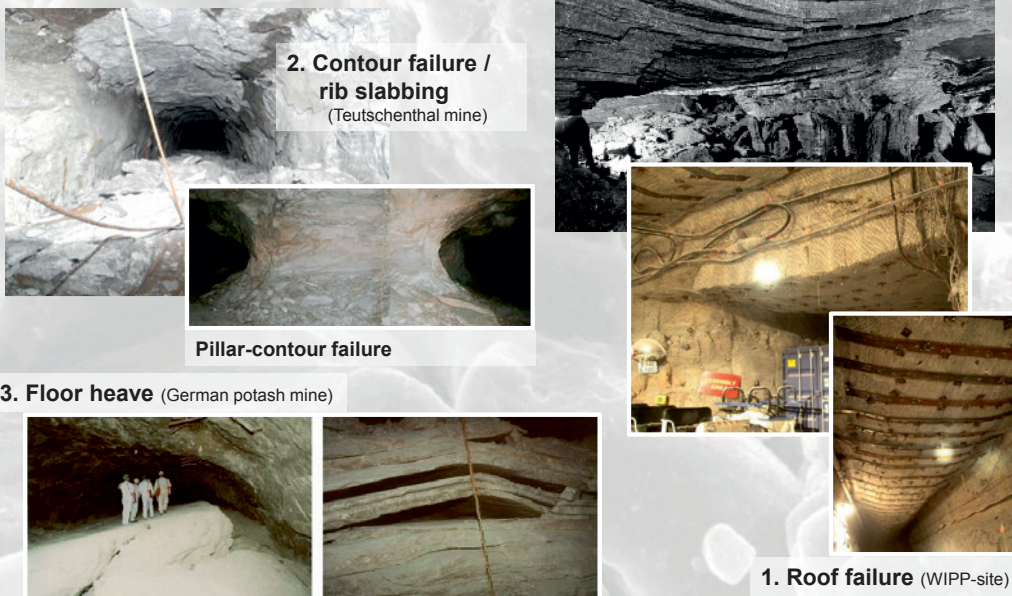 2. Contour failure /
rib slabbing
(Teutschenthal mine)
Pillar-contour failure
3. Floor heave (German potash mine)
1. Roof failure (WIPP-site)